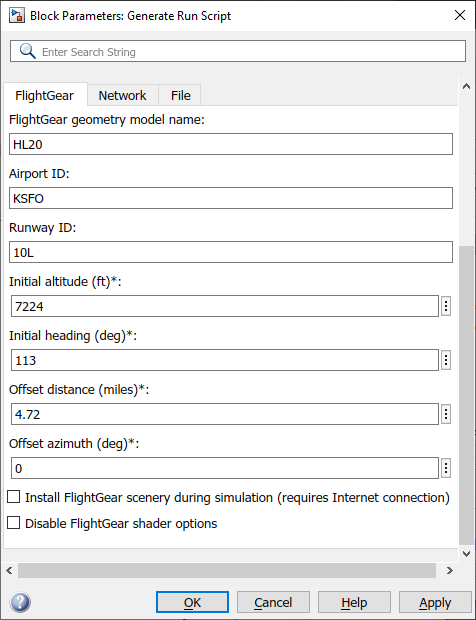 Block Parameters: Generate Run Script
Enter Search String
FlightGear Network File
FlightGear geometry model name:
HL20
Airport ID:
KSFO
Runway ID:
10L
Initial altitude (ft)*:
7224
Initial heading (deg)*:
113
Offset distance (miles)*:
4.72
Offset azimuth (deg)*:
0
Install FlightGear scenery during simulation (requires Internet connection)
Disable FlightGear shader options
OK Cancel Help Apply